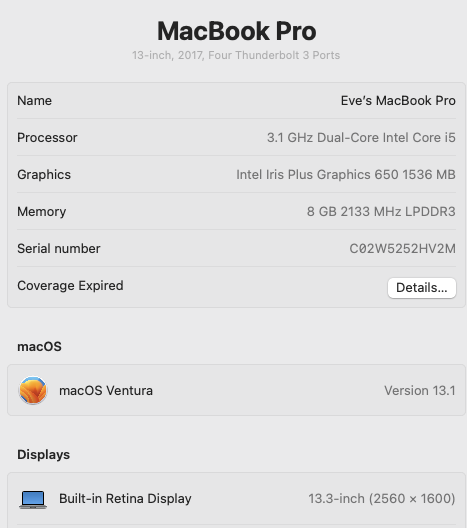 MacBook Pro
13-inch, 2017, Four Thunderbolt 3 Ports
Name Eve's MacBook Pro
Processor 3.1 GHz Dual-Core Intel Core i5
Graphics Intel Iris Plus Graphics 650 1536 MB
Memory 8 GB 2133 MHz LPDDR3
Serial number C02W5252HV2M
Coverage Expired Details...
macOS
macOS Ventura Version 13.1
Displays
Built-in Retina Display 13.3-inch (2560 × 1600)